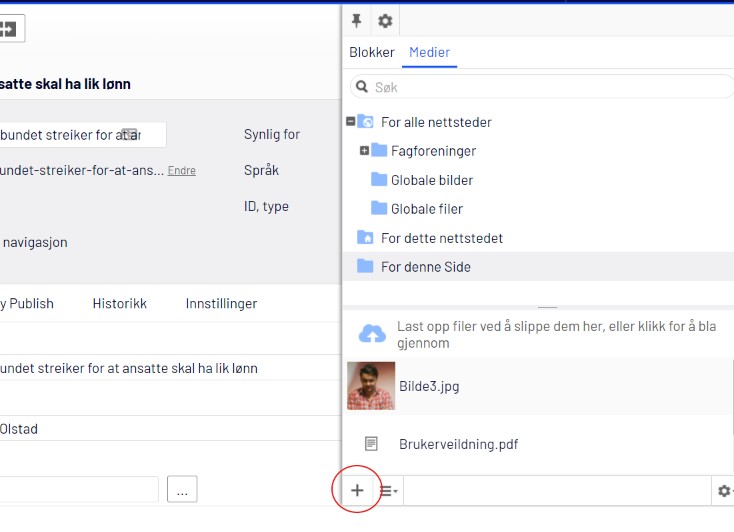 Blokker Medier
satte skal ha lik lønn
Søk
For alle nettsteder
bundet streiker for at ar
Synlig for
Fagforeninger
undet-streiker-for-at-ans... Endre
Språk
Globale bilder
ID, type
Globale filer
navigasjon
For dette nettstedet
For denne Side
y Publish Historikk Innstillinger
Last opp filer ved å slippe dem her, eller klikk for å bla
gjennom
undet streiker for at ansatte skal ha lik lønn
Bilde3.jpg
Olstad
Brukerveildning.pdf
...